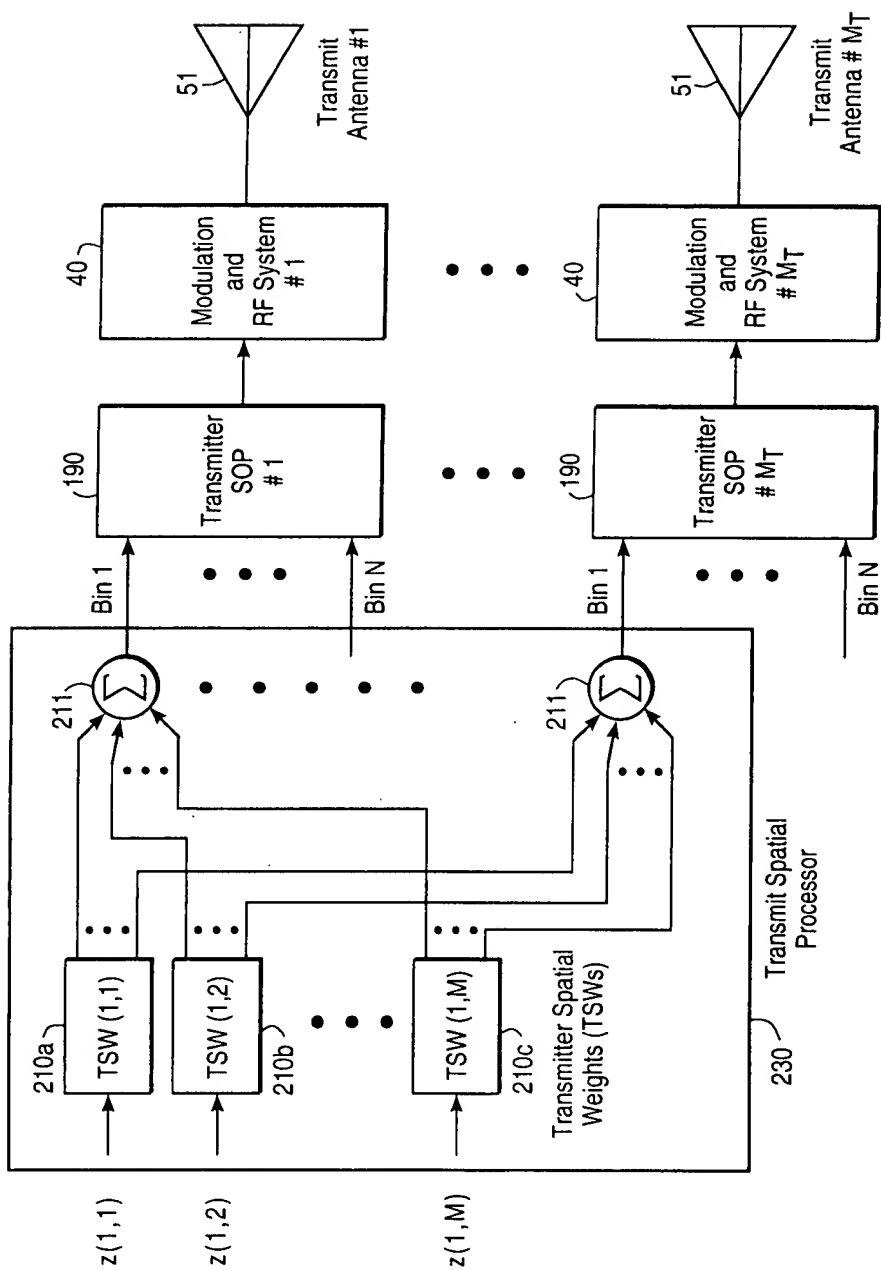 z(1,1)
z(1,2)
z(1,M)
210a
TSW (1,1)
TSW (1,2)
210b
TSW (1,M)
210c
Transmitter Spatial
Weights (TSWs)
Transmit Spatial
Processor
230
211
Σ
211
Σ
Bin 1
Bin N
Bin 1
Bin N
190
Transmitter
SOP
# 1
190
Transmitter
SOP
# MT
40
Modulation
and
RF System
# 1
40
Modulation
and
RF System
# MT
51
Transmit
Antenna #1
51
Transmit
Antenna # MT